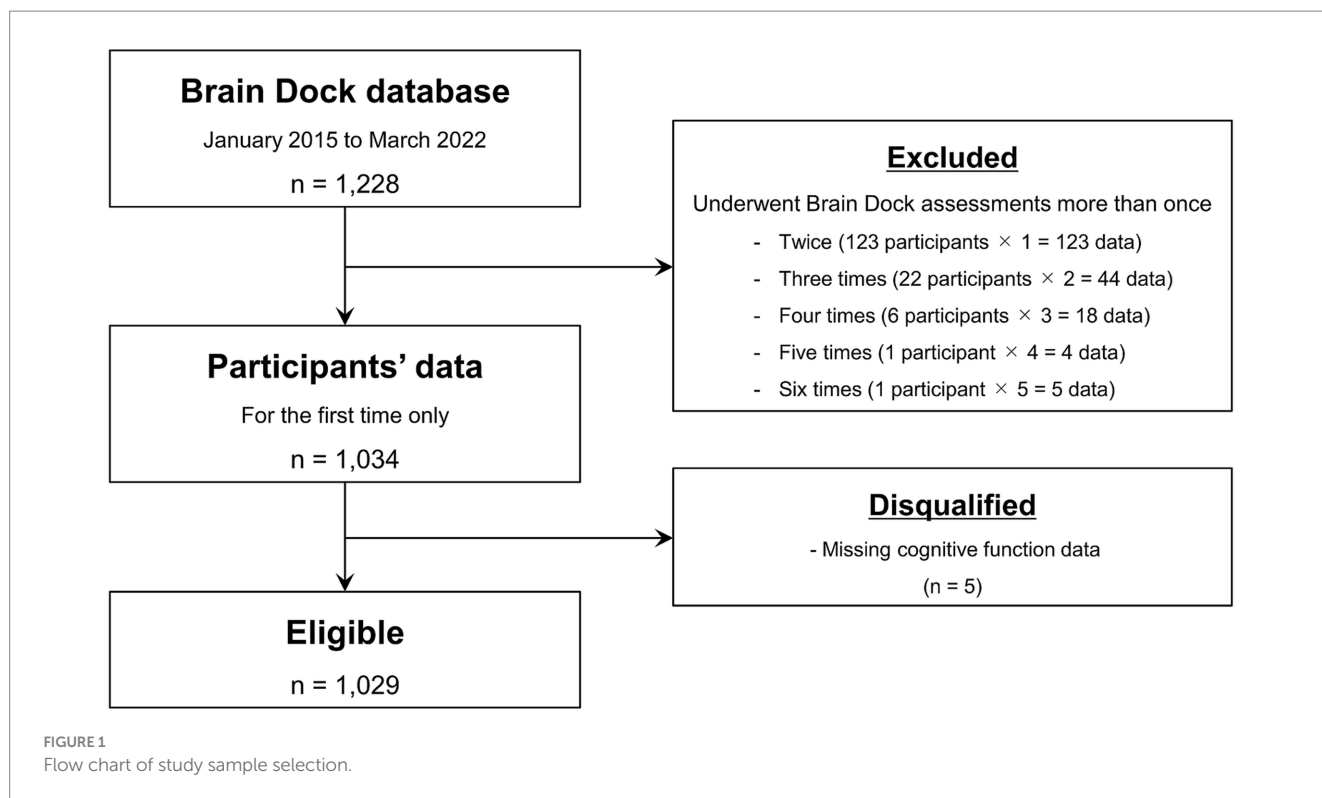 Brain Dock database
January 2015 to March 2022
n = 1,228
Excluded
Underwent Brain Dock assessments more than once
- Twice (123 participants × 1 = 123 data)
- Three times (22 participants × 2 = 44 data)
- Four times (6 participants × 3 = 18 data)
- Five times (1 participant × 4 = 4 data)
- Six times (1 participant × 5 = 5 data)
Participants’ data
For the first time only
n = 1,034
Disqualified
- Missing cognitive function data
(n = 5)
Eligible
n = 1,029
FIGURE 1
Flow chart of study sample selection.